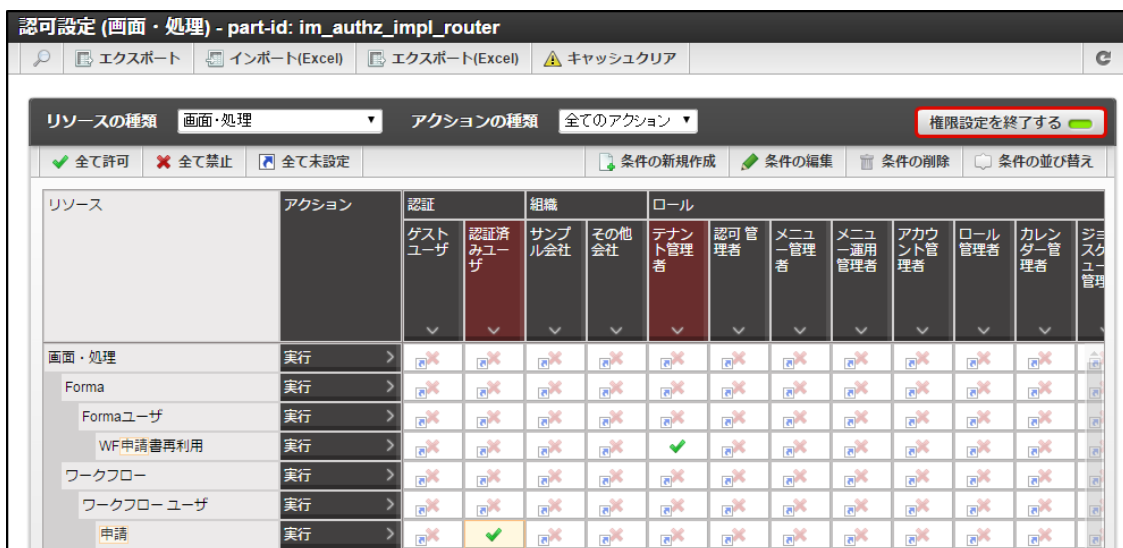 認可設定 (画面・処理) - part-id: im_authz_impl_router
エクスポート インポート(Excel) エクスポート(Excel) キャッシュクリア
リソースの種類 画面・処理 アクションの種類 全てのアクション 権限設定を終了する
全て許可 全て禁止 全て未設定 条件の新規作成 条件の編集 条件の削除 条件の並び替え
リソース アクション 認証 組織 ロール
ゲスト
ユーザ
認証済
みユー
ザ
サンプ
ル会社
その他
会社
テナン
ト管理
者
認可 管
理者
メニュ
ー管理
者
メニュ
ー運用
管理者
アカウ
ント管
理者
ロール
管理者
カレン
ダー管
理者
ジョ
スケ
ュー
管理
画面・処理 実行
Forma 実行
Formaユーザ 実行
WF申請書再利用 実行
ワークフロー 実行
ワークフロー ユーザ 実行
申請 実行